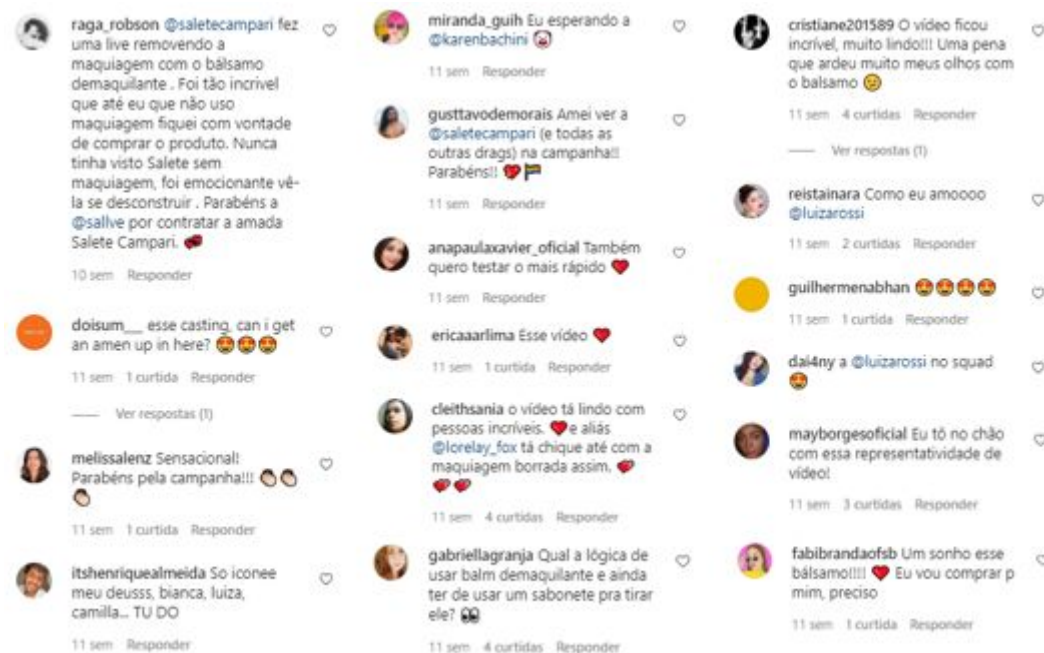 raga_robson @saletecampari fez
uma live removendo a
maquiagem com o bálsamo
demaquilante . Foi tão incrivel
que até eu que não uso
maquiagem fiquei com vontade
de comprar o produto. Nunca
tinha visto Salete sem
maquiagem, foi emocionante vê-
la se desconstruir . Parabéns a
@sallve por contratar a amada
Salete Campari. 💋
10 sem Responder
doisum__ esse casting, can i get
an amen up in here? 😍😍😍
11 sem 1 curtida Responder
Ver respostas (1)
melissalenz Sensacional!
Parabéns pela campanha!!! 👏🏻👏🏻
👏🏻
11 sem 1 curtida Responder
itshenriquealmeida So iconee
meu deusss, bianca, luiza,
camilla... TU DO
11 sem Responder
miranda_guih Eu esperando a
@karenbachini 🤡
11 sem Responder
gusttavodemorais Amei ver a
@saletecampari (e todas as
outras drags) na campanha!!
Parabéns!! 💖🏳️‍🌈
11 sem Responder
anapaulaxavier_oficial Também
quero testar o mais rápido ❤️
11 sem Responder
ericaaarlima Esse vídeo ❤️
11 sem 1 curtida Responder
cleithsania o vídeo tá lindo com
pessoas incríveis. ❤️e aliás
@lorelay_fox tá chique até com a
maquiagem borrada assim. 💕
💕💕
11 sem 4 curtidas Responder
gabriellagranja Qual a lógica de
usar balm demaquilante e ainda
ter de usar um sabonete pra tirar
ele? 👀
11 sem 4 curtidas Responder
cristiane201589 O vídeo ficou
incrível, muito lindo!!! Uma pena
que ardeu muito meus olhos com
o balsamo 😕
11 sem 4 curtidas Responder
Ver respostas (1)
reistainara Como eu amoooo
@luizarossi
11 sem 2 curtidas Responder
guilhermenabhan 😍😍😍😍
11 sem 1 curtida Responder
dai4ny a @luizarossi no squad
😍
11 sem 1 curtida Responder
mayborgesoficial Eu tô no chão
com essa representatividade de
vídeo!
11 sem 3 curtidas Responder
fabibrandaofsb Um sonho esse
bálsamo!!!! ❤️ Eu vou comprar p
mim, preciso
11 sem 1 curtida Responder